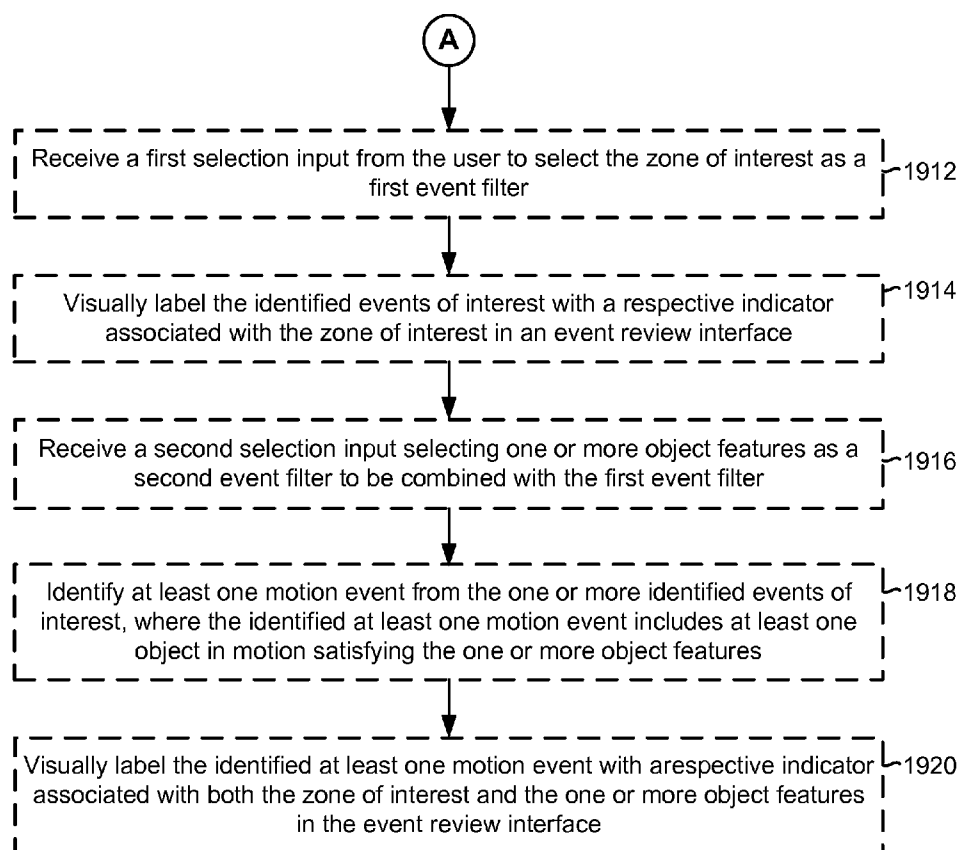 A
Receive a first selection input from the user to select the zone of interest as a
first event filter
1912
Visually label the identified events of interest with a respective indicator
associated with the zone of interest in an event review interface
1914
Receive a second selection input selecting one or more object features as a
second event filter to be combined with the first event filter
1916
Identify at least one motion event from the one or more identified events of
interest, where the identified at least one motion event includes at least one
object in motion satisfying the one or more object features
1918
Visually label the identified at least one motion event with arespective indicator
associated with both the zone of interest and the one or more object features
in the event review interface
1920